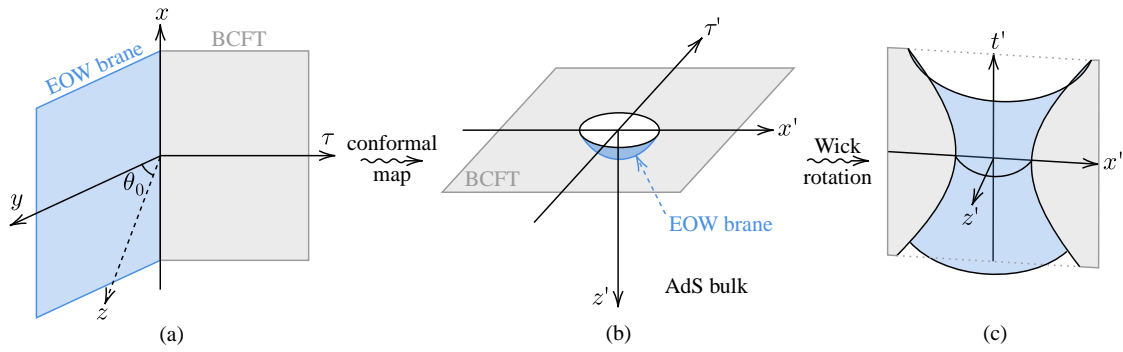 x
BCFT
EOW brane
τ
θ0
y
z
(a)
conformal
map
τ'
x'
BCFT
EOW brane
z'
AdS bulk
(b)
Wick
rotation
t'
x'
z'
(c)